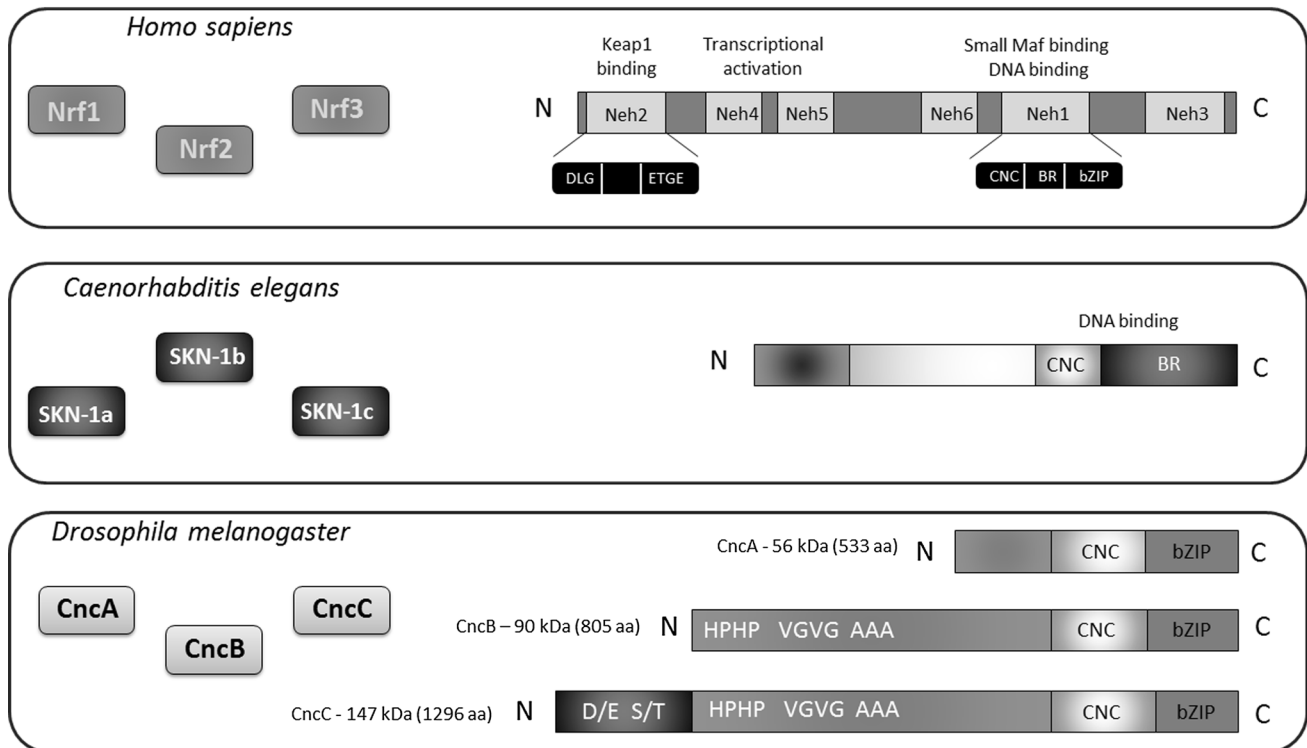 Homo sapiens
Nrf1
Nrf2
Nrf3
Keap1
binding
Transcriptional
activation
Small Maf binding
DNA binding
N
Neh2
Neh4
Neh5
Neh6
Neh1
Neh3
C
DLG
ETGE
CNC
BR
bZIP
Caenorhabditis elegans
SKN-1b
SKN-1a
SKN-1c
DNA binding
N
CNC
BR
C
Drosophila melanogaster
CncA
CncB
CncC
CncA - 56 kDa (533 aa)
N
CNC
bZIP
C
CncB – 90 kDa (805 aa)
N
HPHP VGVG AAA
CNC
bZIP
C
CncC - 147 kDa (1296 aa)
N
D/E S/T
HPHP VGVG AAA
CNC
bZIP
C